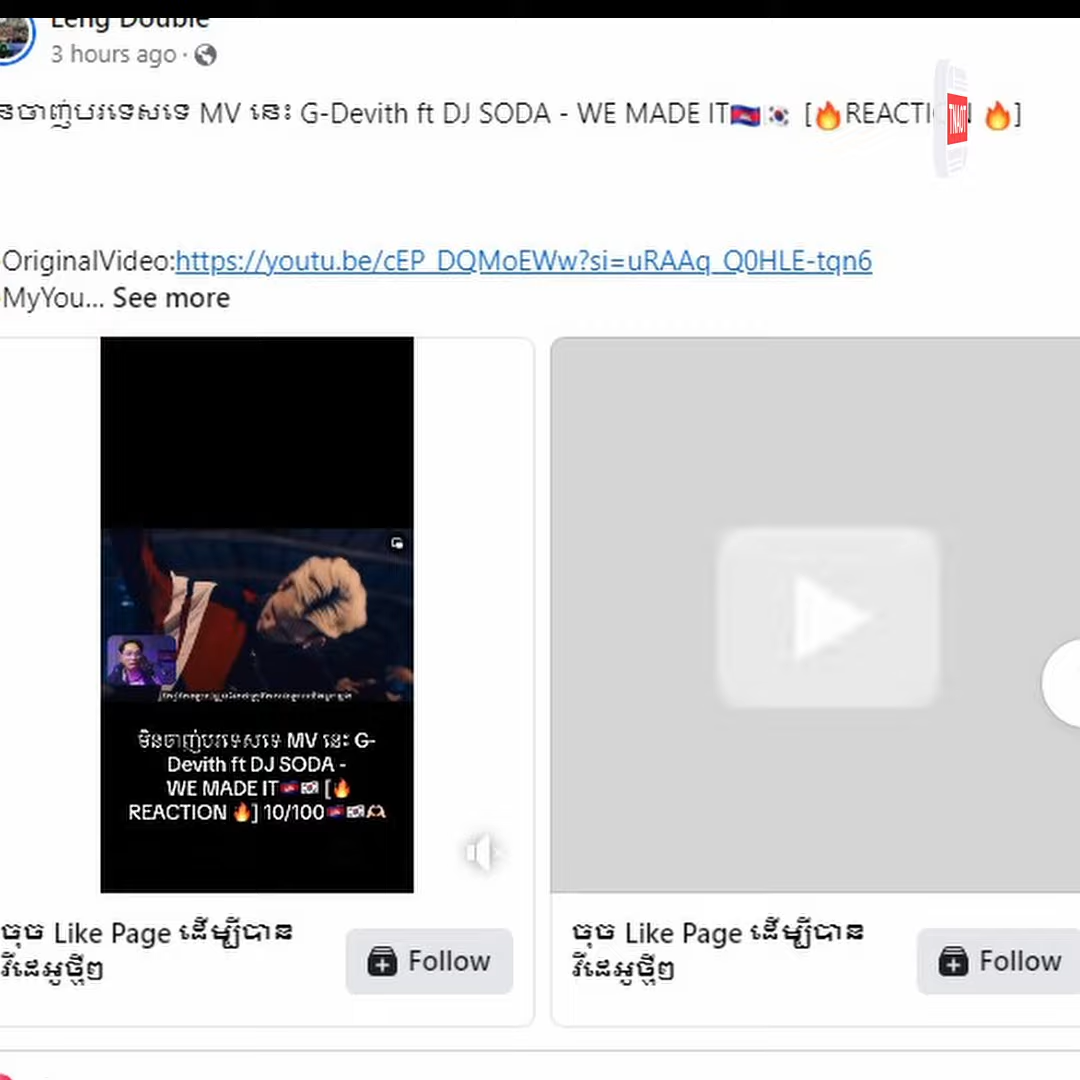 Leng Double
3 hours ago ·
នចាញ់បរទេសទេ MV នេះ G-Devith ft DJ SODA - WE MADE IT🇰🇭🇰🇷 [🔥REACTION 🔥]
TNAOT
OriginalVideo:https://youtu.be/cEP_DQMoEWw?si=uRAAq_Q0HLE-tqn6
MyYou... See more
មិនចាញ់បរទេសទេ MV នេះ G-
Devith ft DJ SODA -
WE MADE IT🇰🇭🇰🇷 [🔥
REACTION 🔥] 10/100🇰🇭🇰🇷🫶🏻
ចុច Like Page ដើម្បីបាន
វីដេអូថ្មីៗ
Follow
ចុច Like Page ដើម្បីបាន
វីដេអូថ្មីៗ
Follow